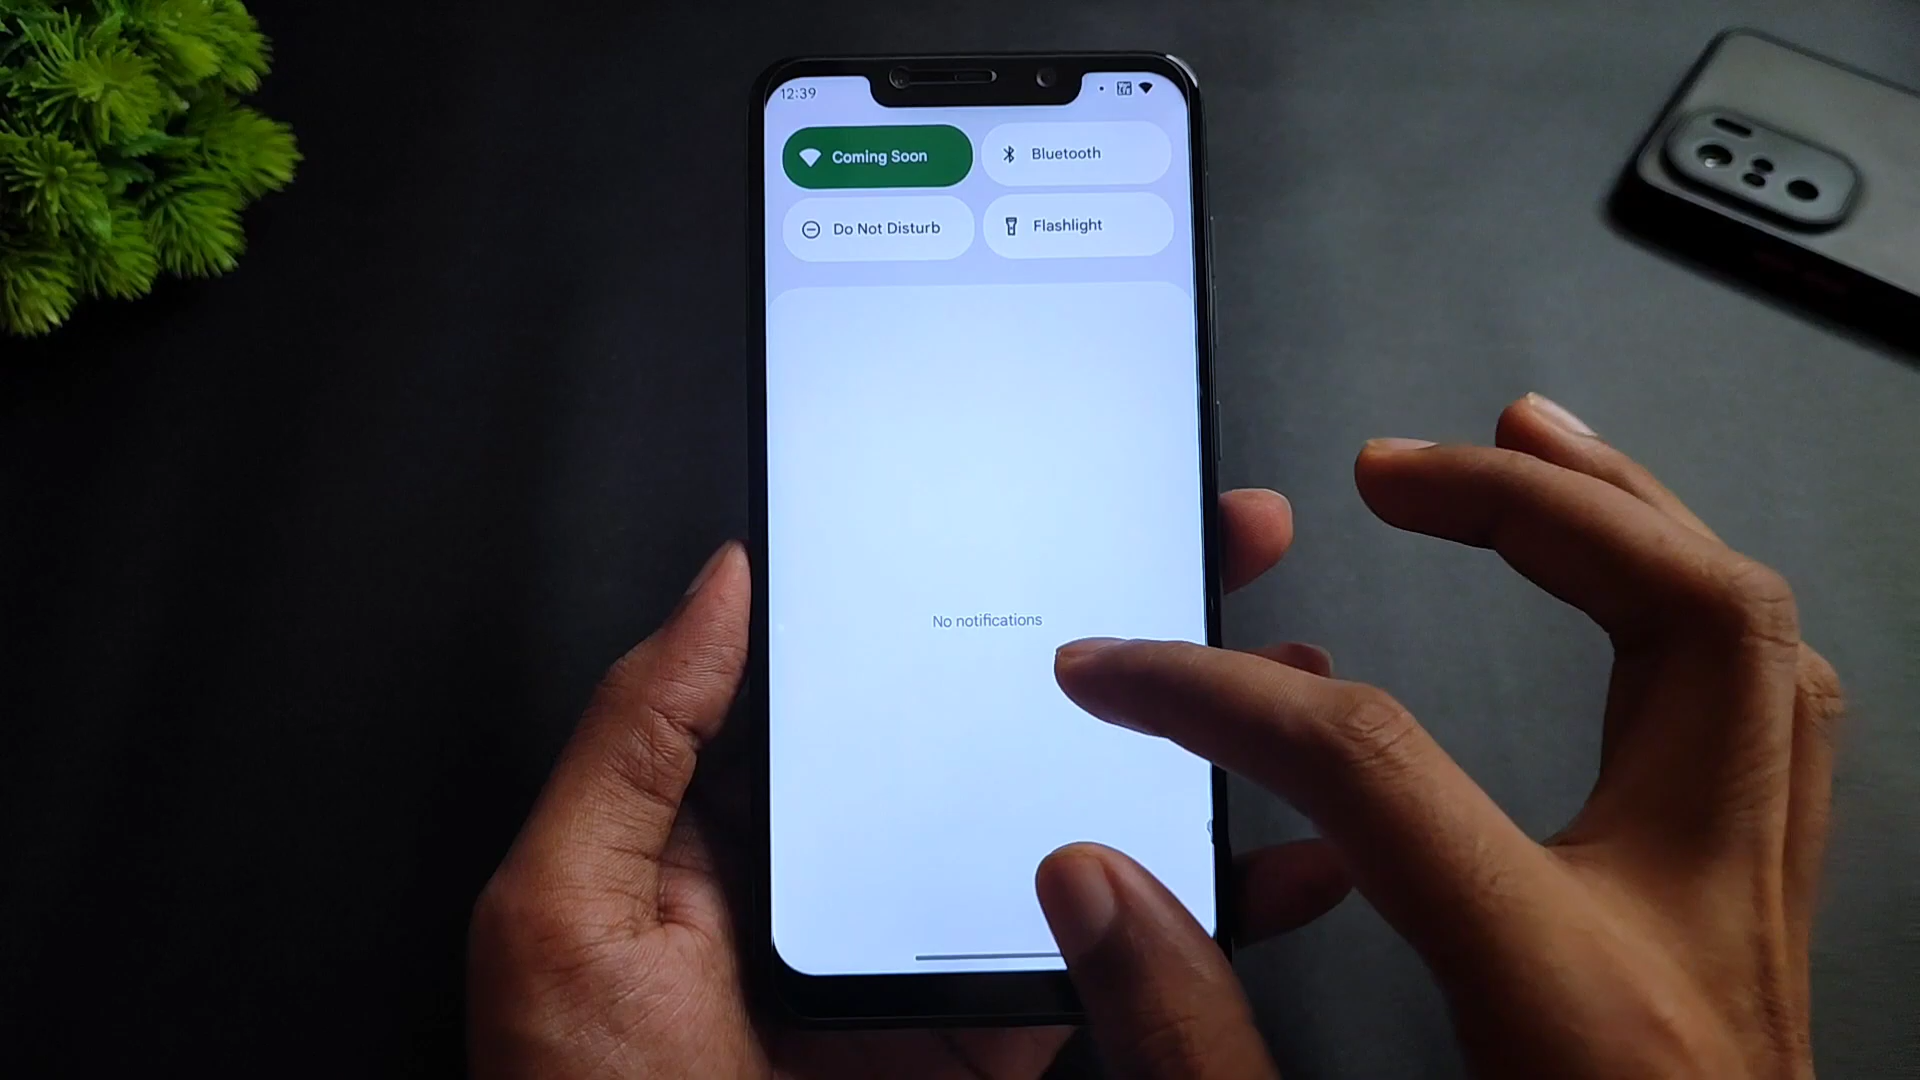 12:39
Coming Soon
Bluetooth
Do Not Disturb
Flashlight
No notifications